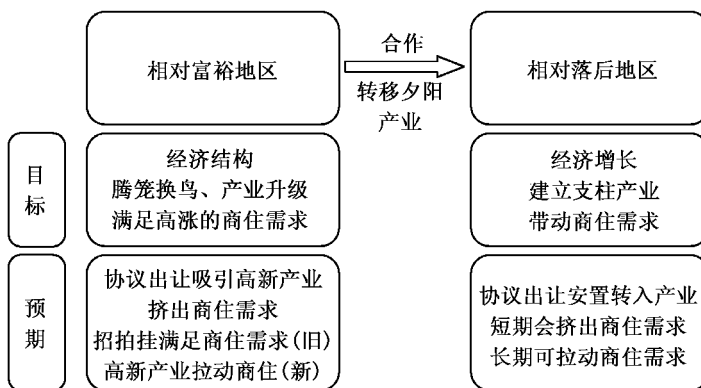 相对富裕地区
合作
转移夕阳
产业
相对落后地区
目
标
经济结构
腾笼换鸟、产业升级
满足高涨的商住需求
经济增长
建立支柱产业
带动商住需求
预
期
协议出让吸引高新产业
挤出商住需求
招拍挂满足商住需求(旧)
高新产业拉动商住(新)
协议出让安置转入产业
短期会挤出商住需求
长期可拉动商住需求